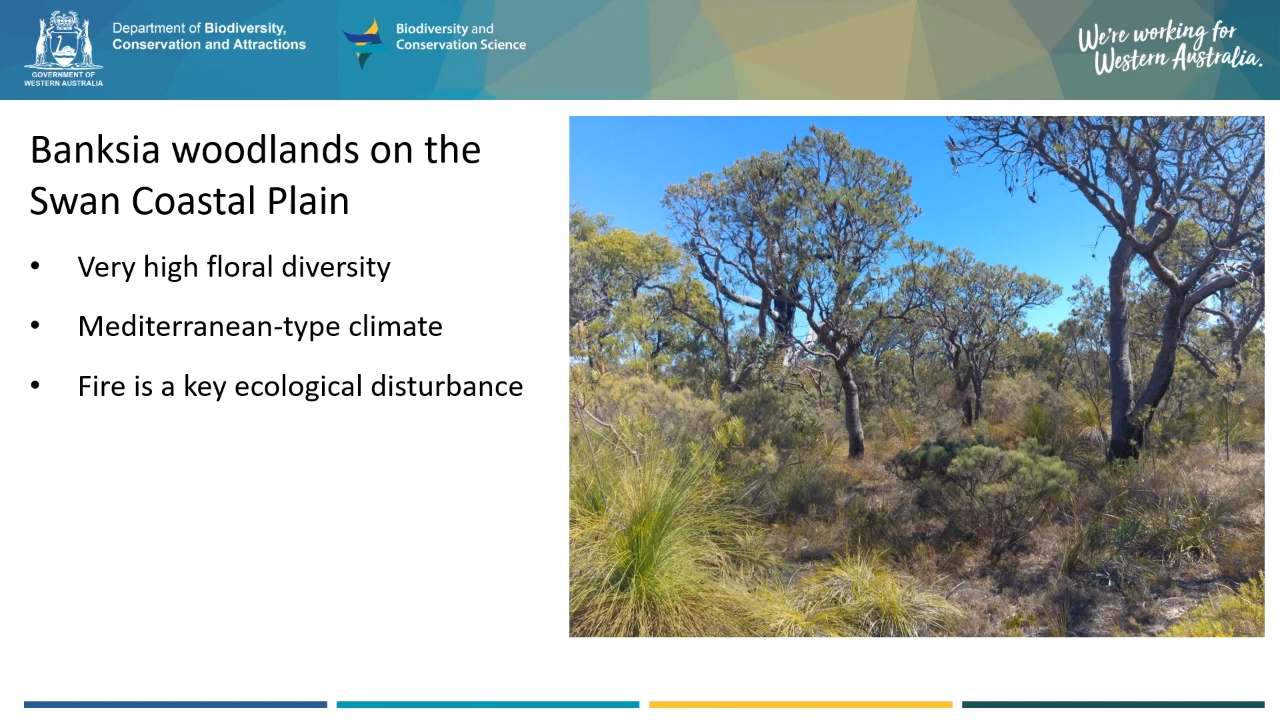 GOVERNMENT OF
WESTERN AUSTRALIA
Department of Biodiversity,
Conservation and Attractions
Biodiversity and
Conservation Science
We're working for
Western Australia.
Banksia woodlands on the
Swan Coastal Plain
• Very high floral diversity
• Mediterranean-type climate
• Fire is a key ecological disturbance